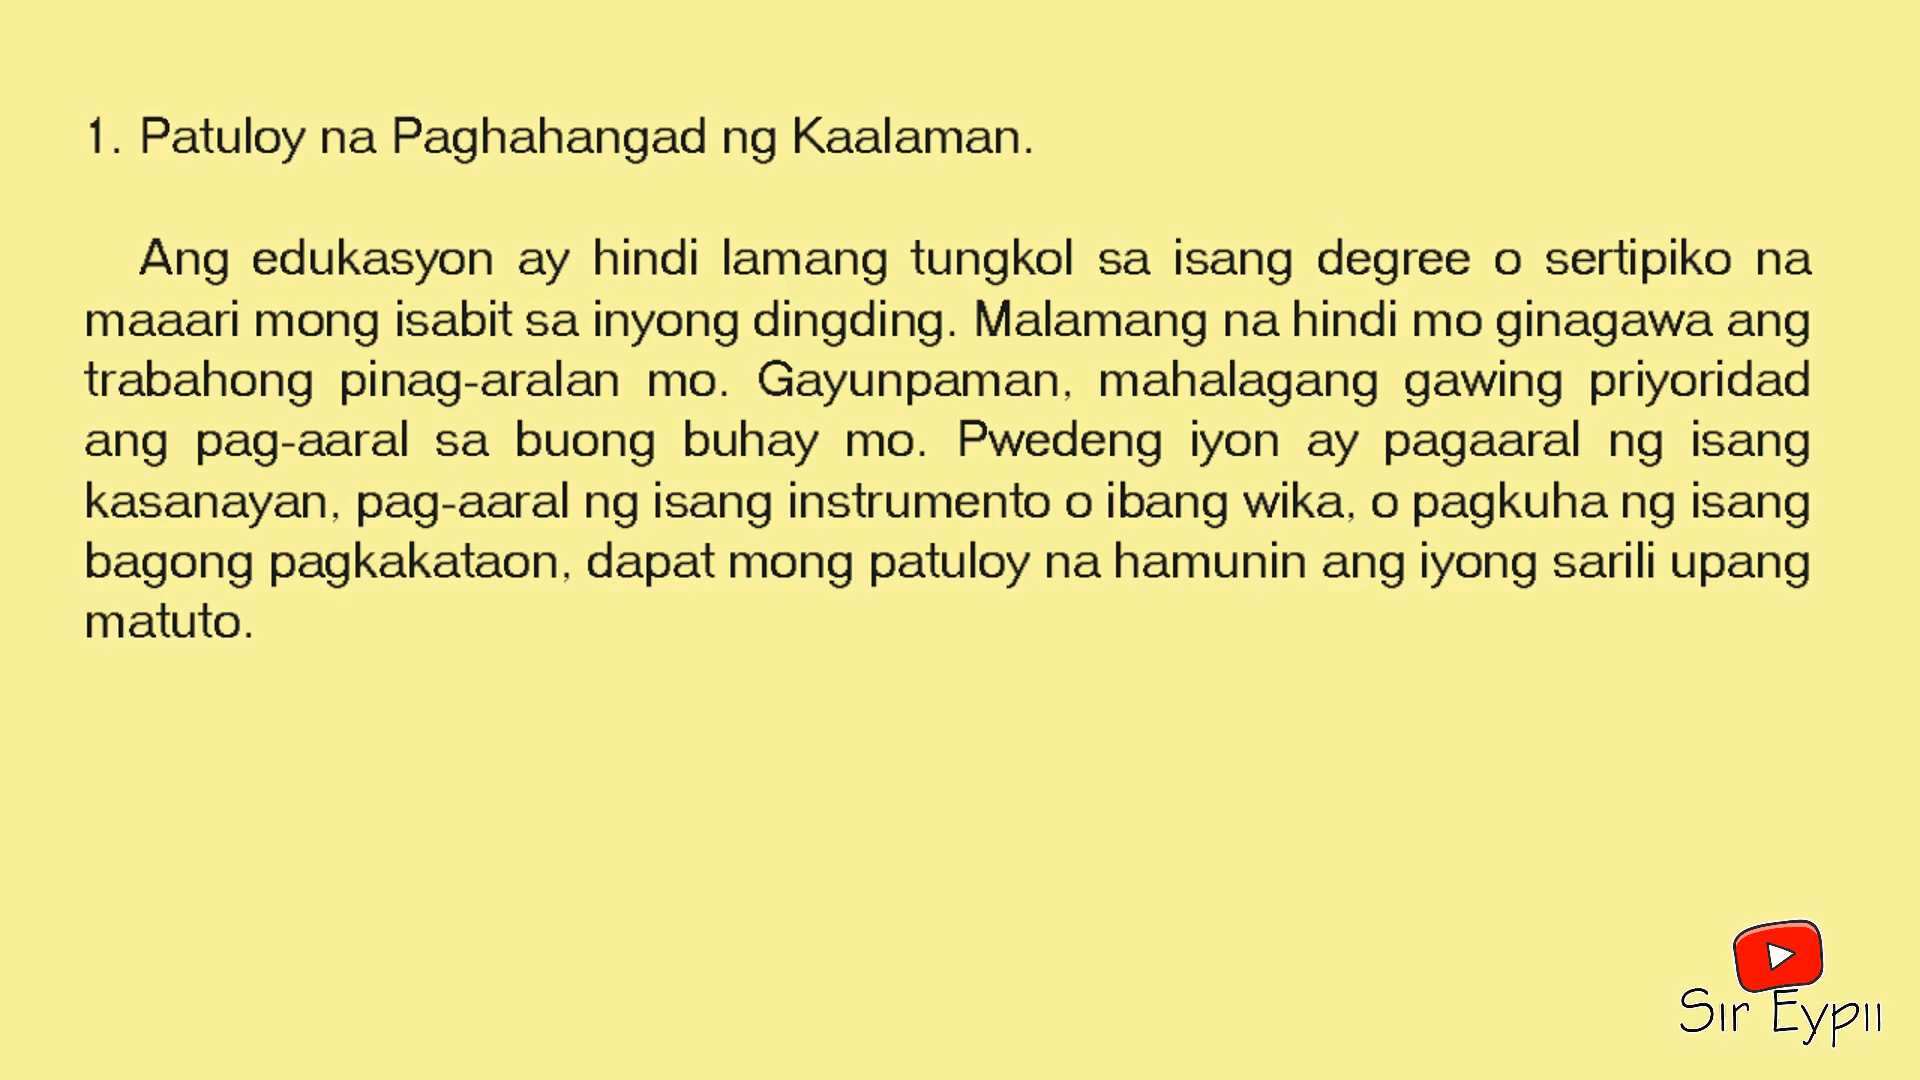 1. Patuloy na Paghahangad ng Kaalaman.
Ang edukasyon ay hindi lamang tungkol sa isang degree o sertipiko na
maaari mong isabit sa inyong dingding. Malamang na hindi mo ginagawa ang
trabahong pinag-aralan mo. Gayunpaman, mahalagang gawing priyoridad
ang pag-aaral sa buong buhay mo. Pwedeng iyon ay pagaaral ng isang
kasanayan, pag-aaral ng isang instrumento o ibang wika, o pagkuha ng isang
bagong pagkakataon, dapat mong patuloy na hamunin ang iyong sarili upang
matuto.
Sir Eypii